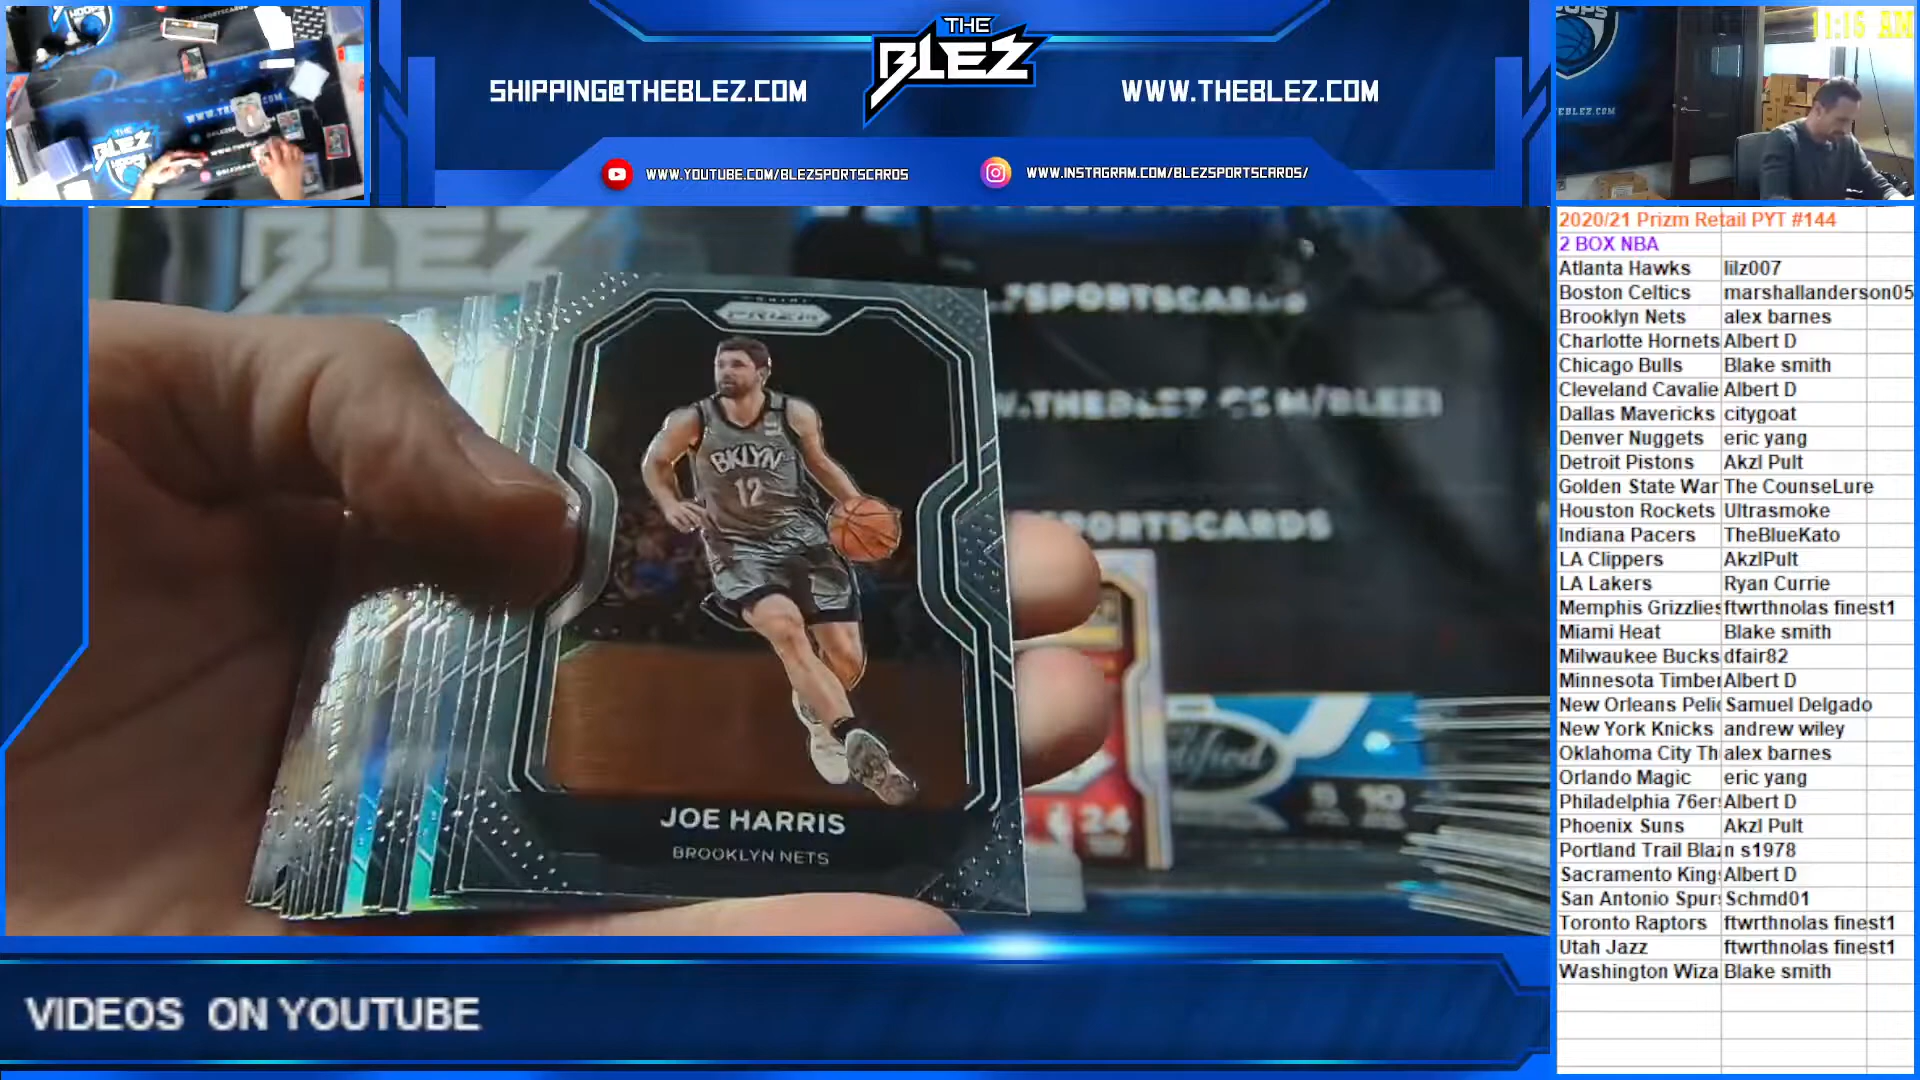 THE
BLEZ
SHIPPING@THEBLEZ.COM
WWW.THEBLEZ.COM
WWW.YOUTUBE.COM/BLEZSPORTSCARDS
WWW.INSTAGRAM.COM/BLEZSPORTSCARDS/
11:16 AM
PRIZM
BKLYN
12
JOE HARRIS
BROOKLYN NETS
24
VIDEOS ON YOUTUBE
2020/21 Prizm Retail PYT #144
2 BOX NBA
Atlanta Hawks lilz007
Boston Celtics marshallanderson05
Brooklyn Nets alex barnes
Charlotte Hornets Albert D
Chicago Bulls Blake smith
Cleveland Cavalie Albert D
Dallas Mavericks citygoat
Denver Nuggets eric yang
Detroit Pistons Akzl Pult
Golden State War The CounseLure
Houston Rockets Ultrasmoke
Indiana Pacers TheBlueKato
LA Clippers AkzlPult
LA Lakers Ryan Currie
Memphis Grizzlies ftwrthnolas finest1
Miami Heat Blake smith
Milwaukee Bucks dfair82
Minnesota Timber Albert D
New Orleans Peli Samuel Delgado
New York Knicks andrew wiley
Oklahoma City Th alex barnes
Orlando Magic eric yang
Philadelphia 76er Albert D
Phoenix Suns Akzl Pult
Portland Trail Blaz n s1978
Sacramento King Albert D
San Antonio Spur Schmd01
Toronto Raptors ftwrthnolas finest1
Utah Jazz ftwrthnolas finest1
Washington Wiza Blake smith